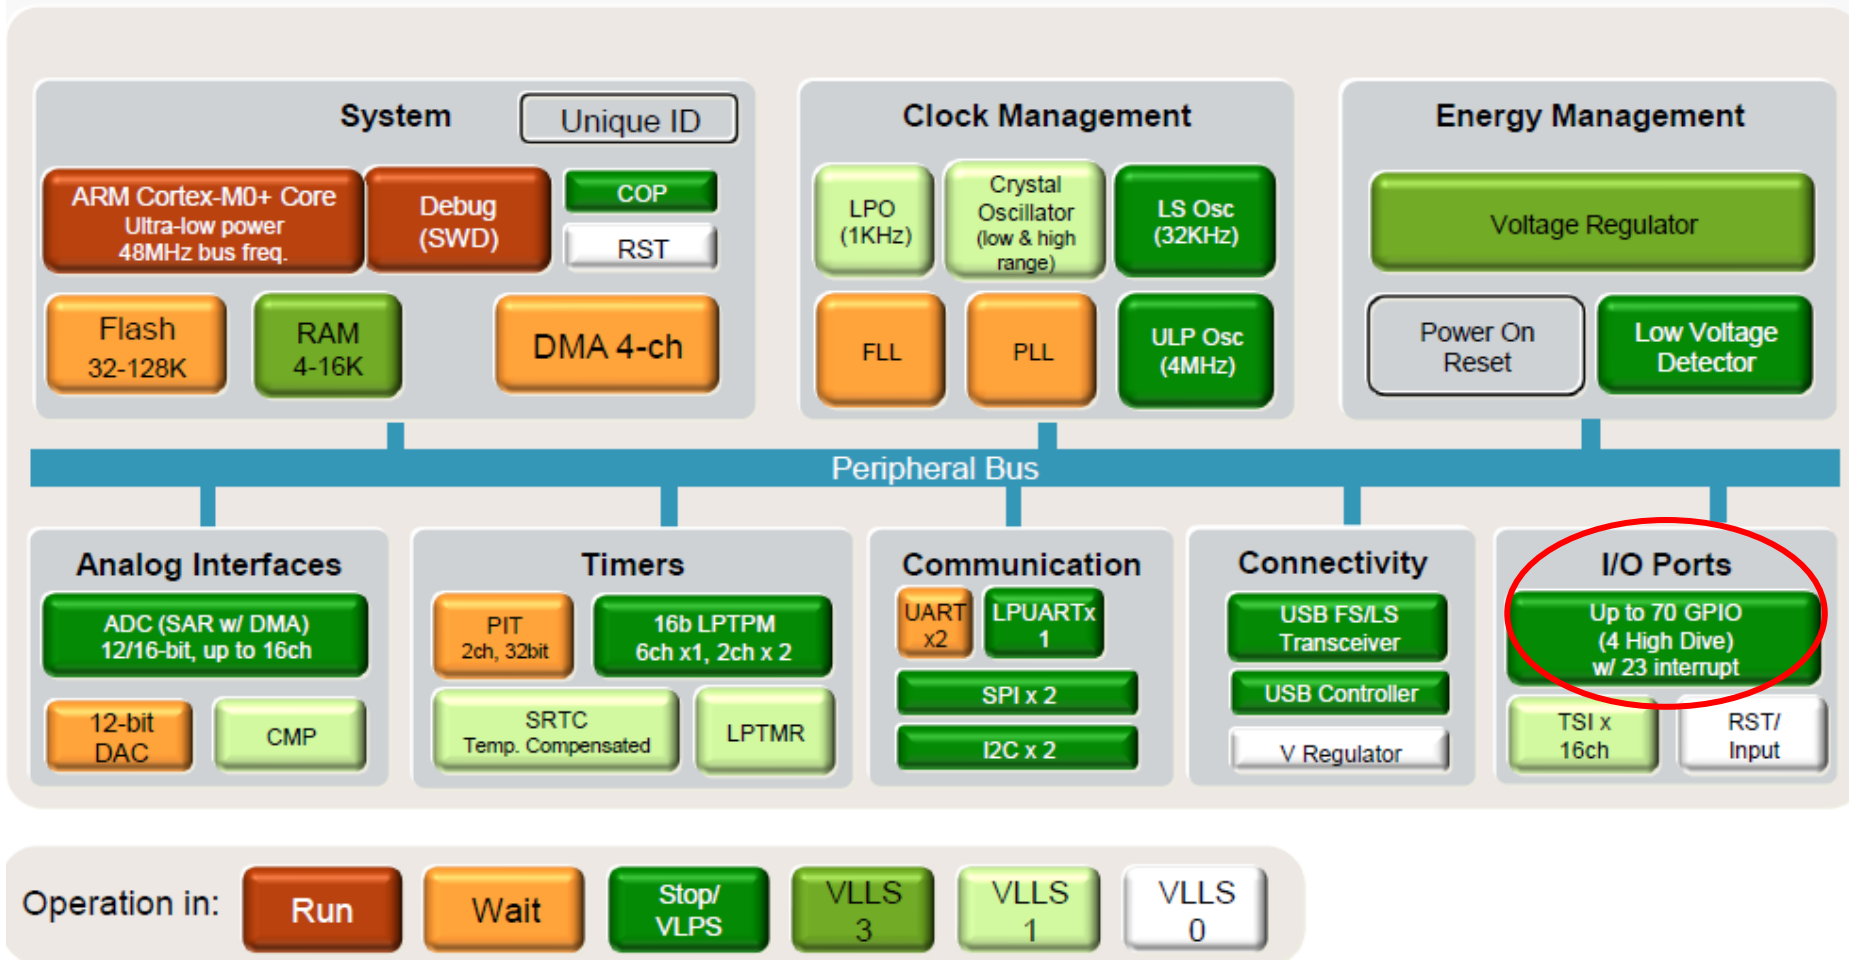 System
Unique ID
ARM Cortex-M0+ Core
Ultra-low power
48MHz bus freq.
Debug
(SWD)
COP
RST
Flash
32-128K
RAM
4-16K
DMA 4-ch
Clock Management
LPO
(1KHz)
Crystal
Oscillator
(low & high
range)
LS Osc
(32KHz)
FLL
PLL
ULP Osc
(4MHz)
Energy Management
Voltage Regulator
Power On
Reset
Low Voltage
Detector
Peripheral Bus
Analog Interfaces
ADC (SAR w/ DMA)
12/16-bit, up to 16ch
12-bit
DAC
CMP
Timers
PIT
2ch, 32bit
16b LPTPM
6ch x1, 2ch x 2
SRTC
Temp. Compensated
LPTMR
Communication
UART
x2
LPUARTx
1
SPI x 2
I2C x 2
Connectivity
USB FS/LS
Transceiver
USB Controller
V Regulator
I/O Ports
Up to 70 GPIO
(4 High Dive)
w/ 23 interrupt
TSI x
16ch
RST/
Input
Operation in:
Run
Wait
Stop/
VLPS
VLLS
3
VLLS
1
VLLS
0